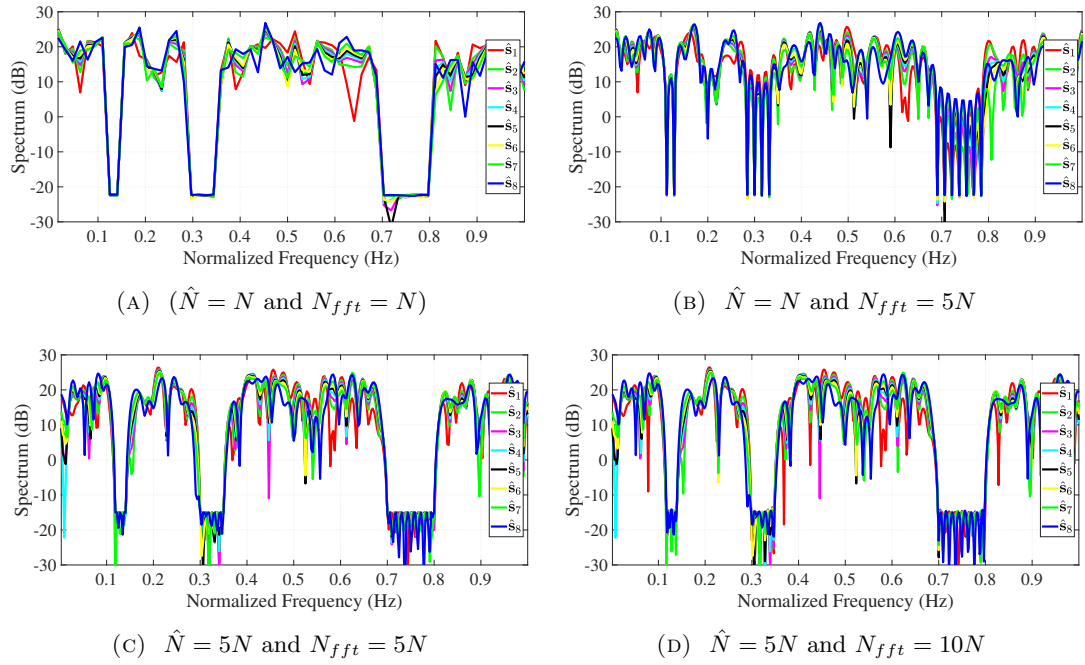 30
20
10
0
-10
-20
-30
Spectrum (dB)
0.1 0.2 0.3 0.4 0.5 0.6 0.7 0.8 0.9
Normalized Frequency (Hz)
ŝ1
ŝ2
ŝ3
ŝ4
ŝ5
ŝ6
ŝ7
ŝ8
(A) (N̂ = N and N_fft = N)
30
20
10
0
-10
-20
-30
Spectrum (dB)
0.1 0.2 0.3 0.4 0.5 0.6 0.7 0.8 0.9
Normalized Frequency (Hz)
ŝ1
ŝ2
ŝ3
ŝ4
ŝ5
ŝ6
ŝ7
ŝ8
(B) N̂ = N and N_fft = 5N
30
20
10
0
-10
-20
-30
Spectrum (dB)
0.1 0.2 0.3 0.4 0.5 0.6 0.7 0.8 0.9
Normalized Frequency (Hz)
ŝ1
ŝ2
ŝ3
ŝ4
ŝ5
ŝ6
ŝ7
ŝ8
(C) N̂ = 5N and N_fft = 5N
30
20
10
0
-10
-20
-30
Spectrum (dB)
0.1 0.2 0.3 0.4 0.5 0.6 0.7 0.8 0.9
Normalized Frequency (Hz)
ŝ1
ŝ2
ŝ3
ŝ4
ŝ5
ŝ6
ŝ7
ŝ8
(D) N̂ = 5N and N_fft = 10N